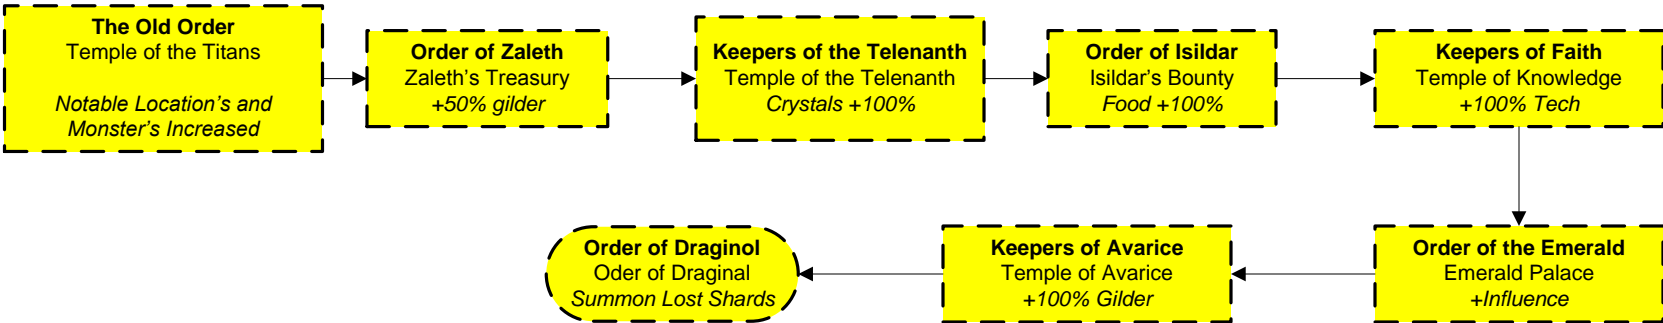 The Old Order
Temple of the Titans
Notable Location's and
Monster's Increased
Order of Zaleth
Zaleth's Treasury
+50% gilder
Keepers of the Telenanth
Temple of the Telenanth
Crystals +100%
Order of Isildar
Isildar's Bounty
Food +100%
Keepers of Faith
Temple of Knowledge
+100% Tech
Order of the Emerald
Emerald Palace
+Influence
Keepers of Avarice
Temple of Avarice
+100% Gilder
Order of Draginol
Oder of Draginal
Summon Lost Shards